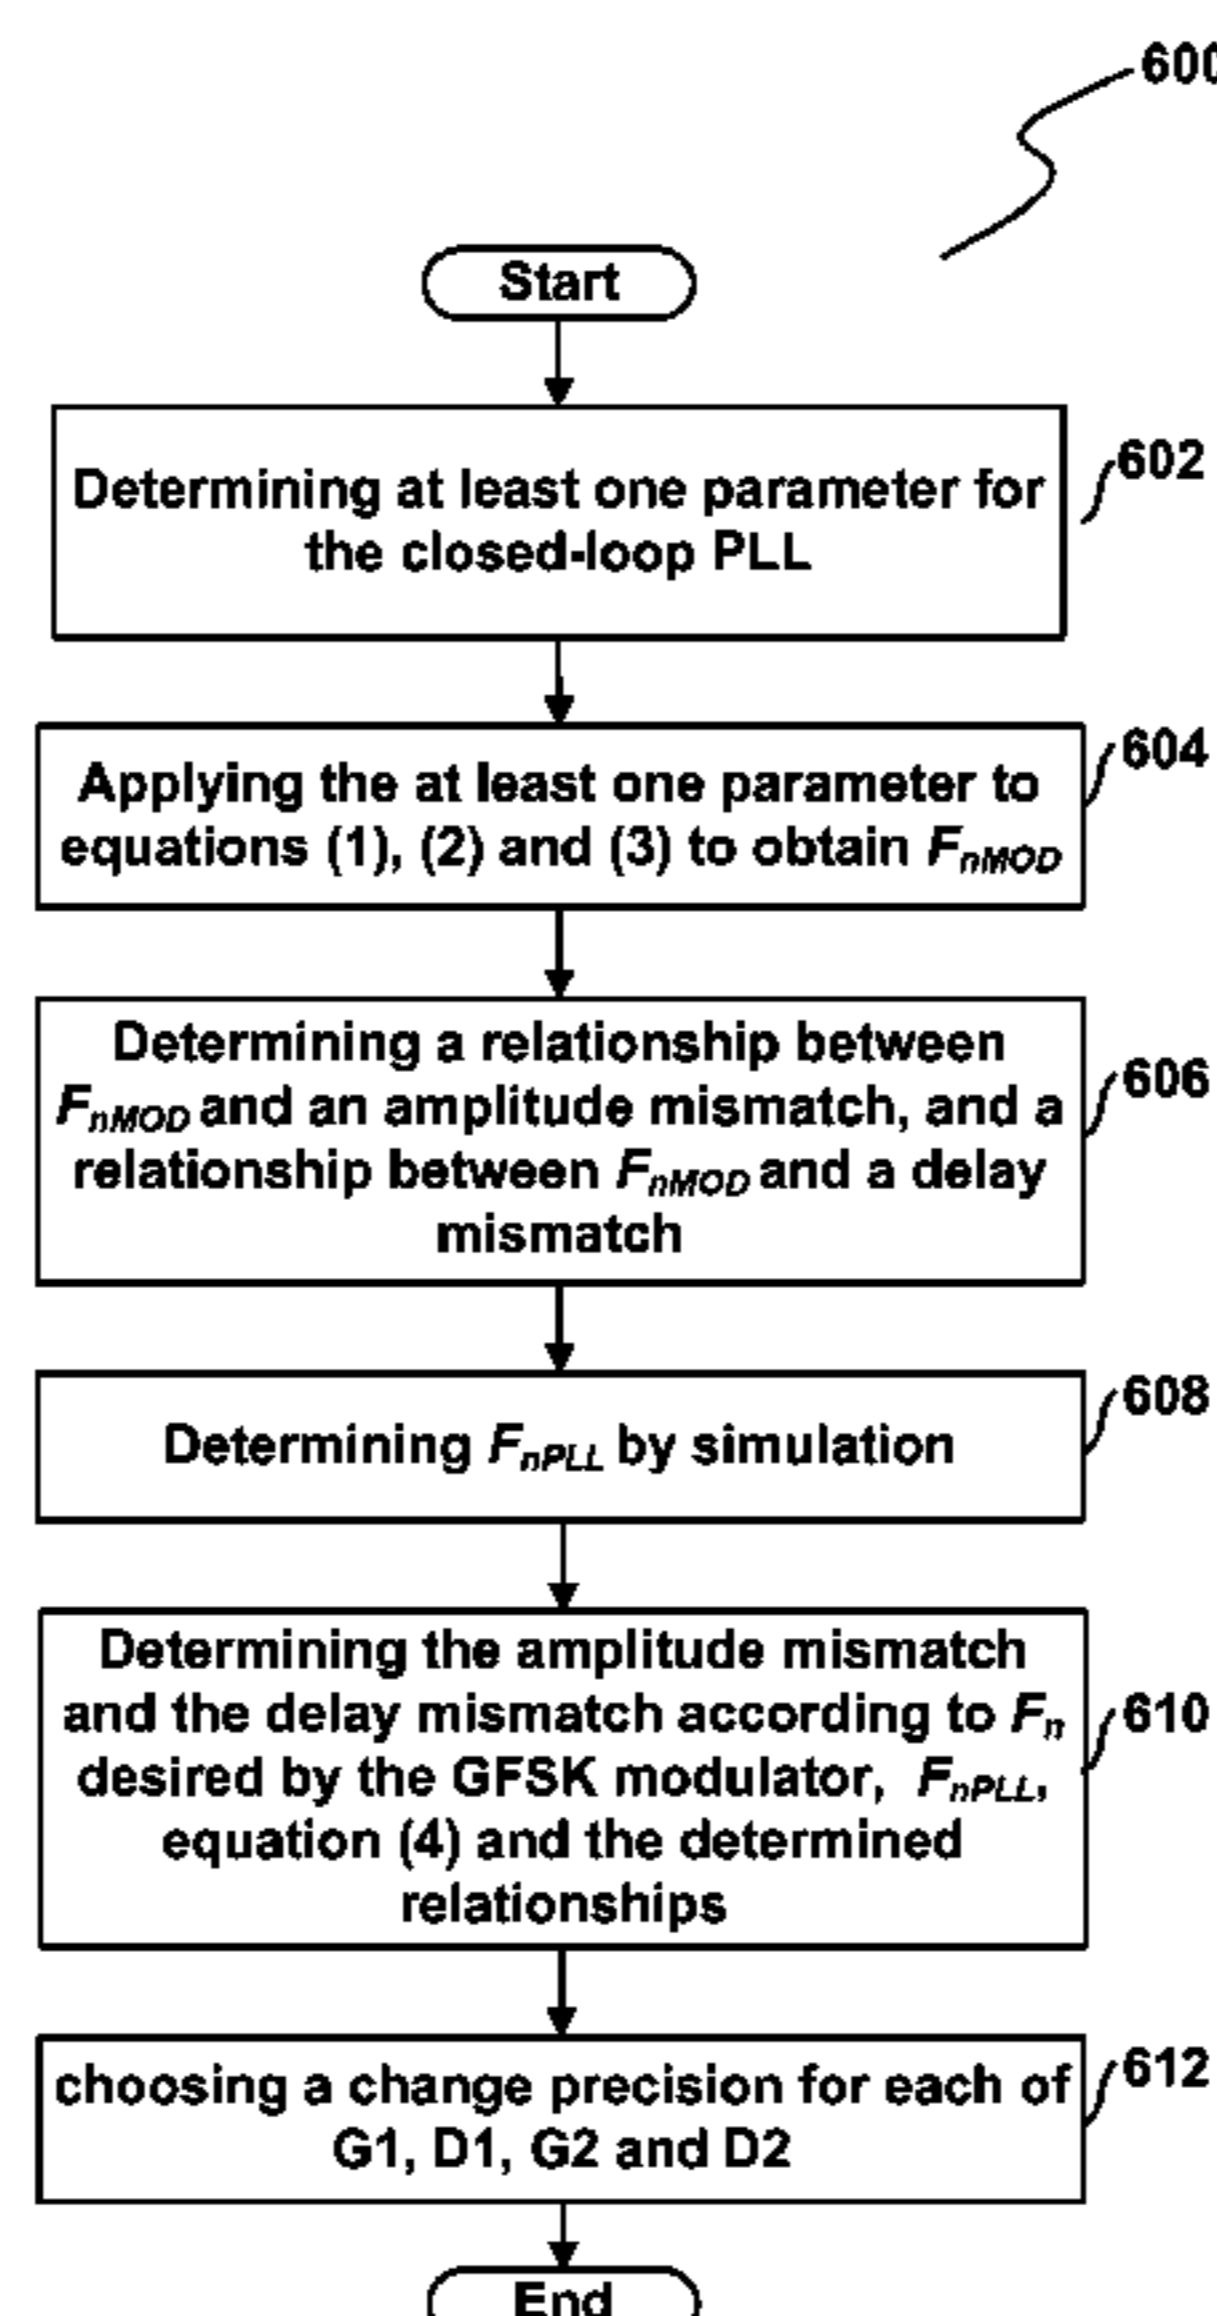 600
Start
Determining at least one parameter for
the closed-loop PLL
602
Applying the at least one parameter to
equations (1), (2) and (3) to obtain FnMOD
604
Determining a relationship between
FnMOD and an amplitude mismatch, and a
relationship between FnMOD and a delay
mismatch
606
Determining FnPLL by simulation
608
Determining the amplitude mismatch
and the delay mismatch according to Fn
desired by the GFSK modulator, FnPLL,
equation (4) and the determined
relationships
610
choosing a change precision for each of
G1, D1, G2 and D2
612
End